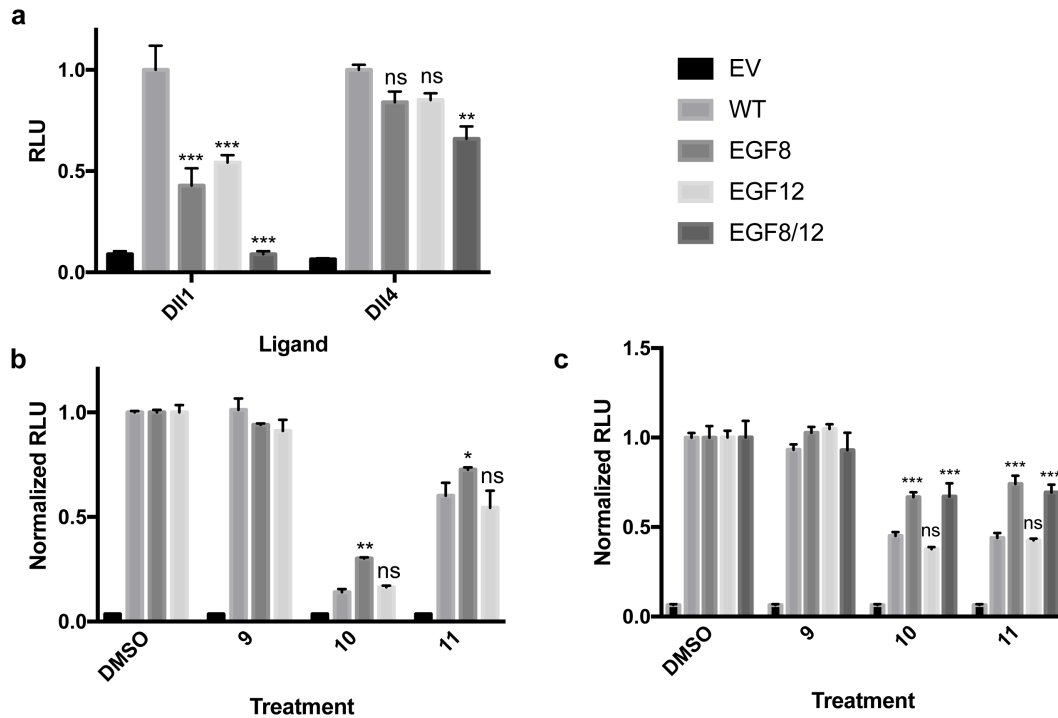 a
RLU
1.0
0.5
0.0
*** *** ***
ns ns **
Dll1 Dll4
Ligand
EV
WT
EGF8
EGF12
EGF8/12
b
Normalized RLU
1.0
0.5
0.0
** ns
* ns
DMSO 9 10 11
Treatment
c
Normalized RLU
1.5
1.0
0.5
0.0
*** ns ***
*** ns ***
DMSO 9 10 11
Treatment